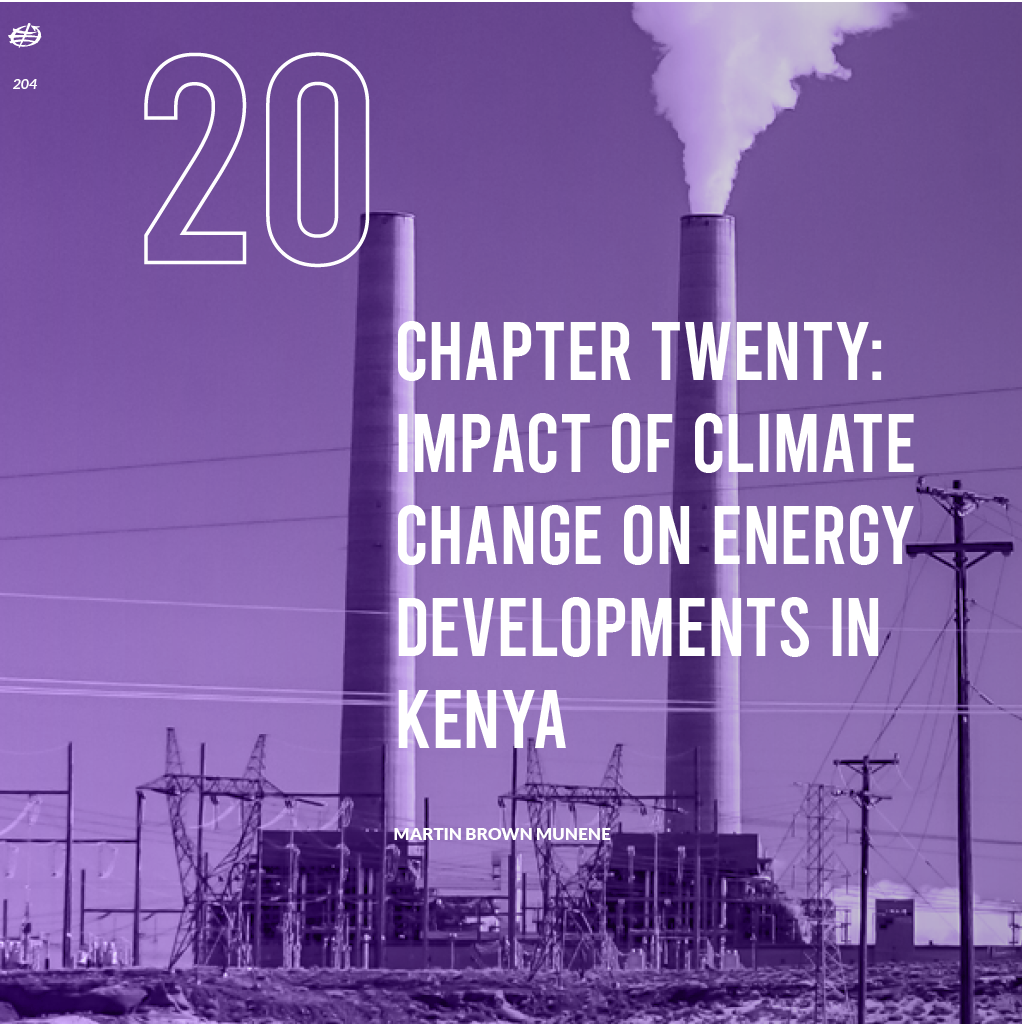 204
20
CHAPTER TWENTY:
IMPACT OF CLIMATE
CHANGE ON ENERGY
DEVELOPMENTS IN
KENYA
MARTIN BROWN MUNENE